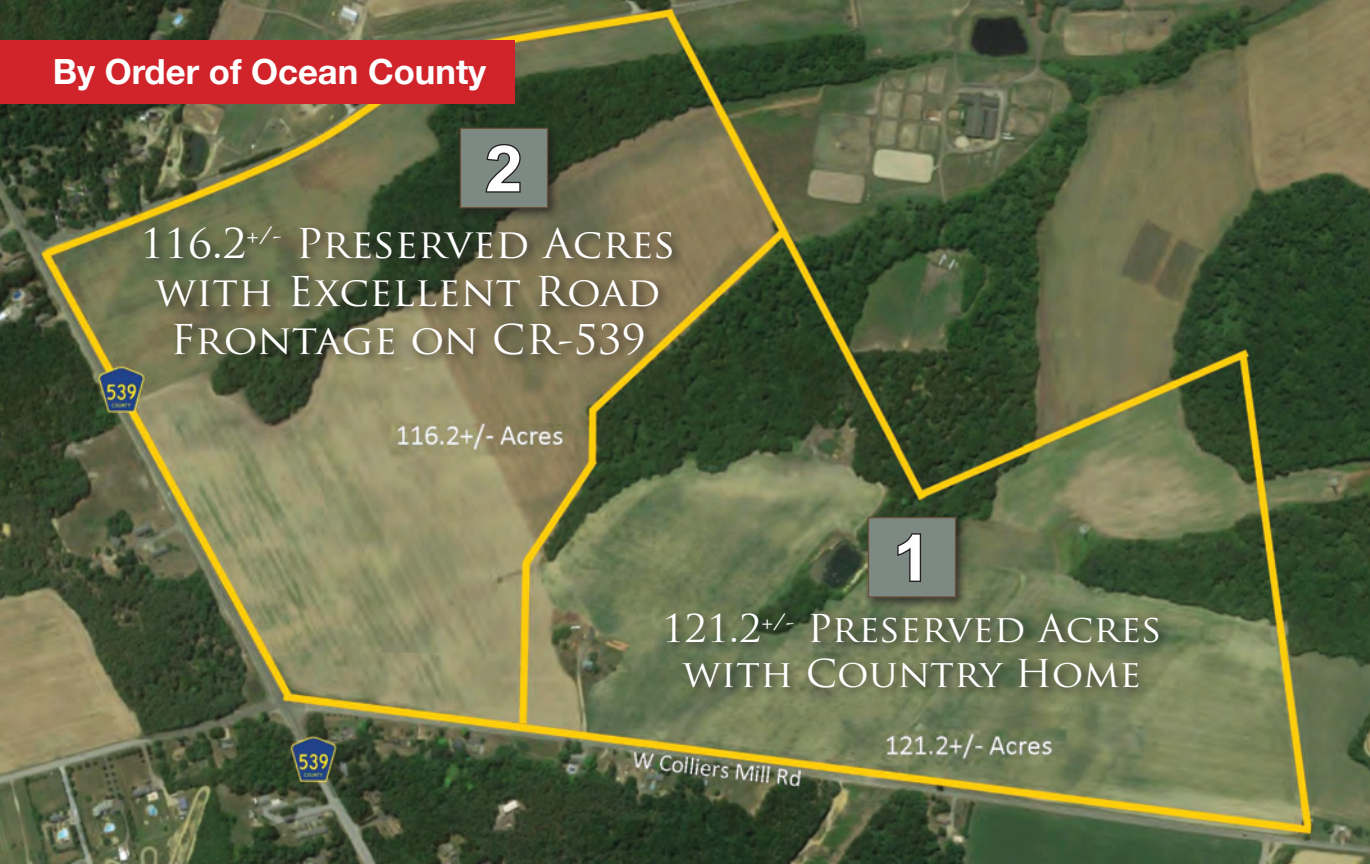 By Order of Ocean County
2
116.2+/- Preserved Acres
with Excellent Road
Frontage on CR-539
539
COUNTY
116.2+/- Acres
1
121.2+/- Preserved Acres
with Country Home
121.2+/- Acres
539
COUNTY
W Colliers Mill Rd